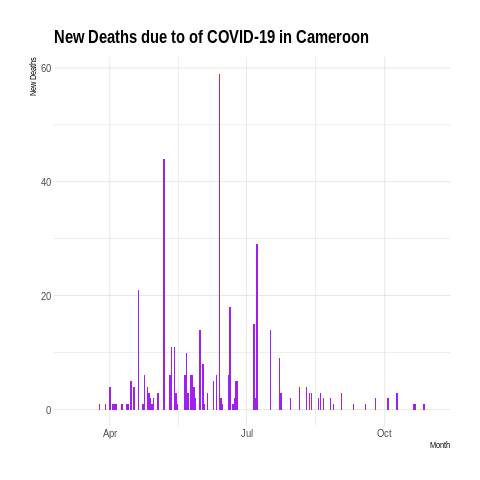 New Deaths due to of COVID-19 in Cameroon
New Deaths
60
40
20
0
Apr
Jul
Oct
Month